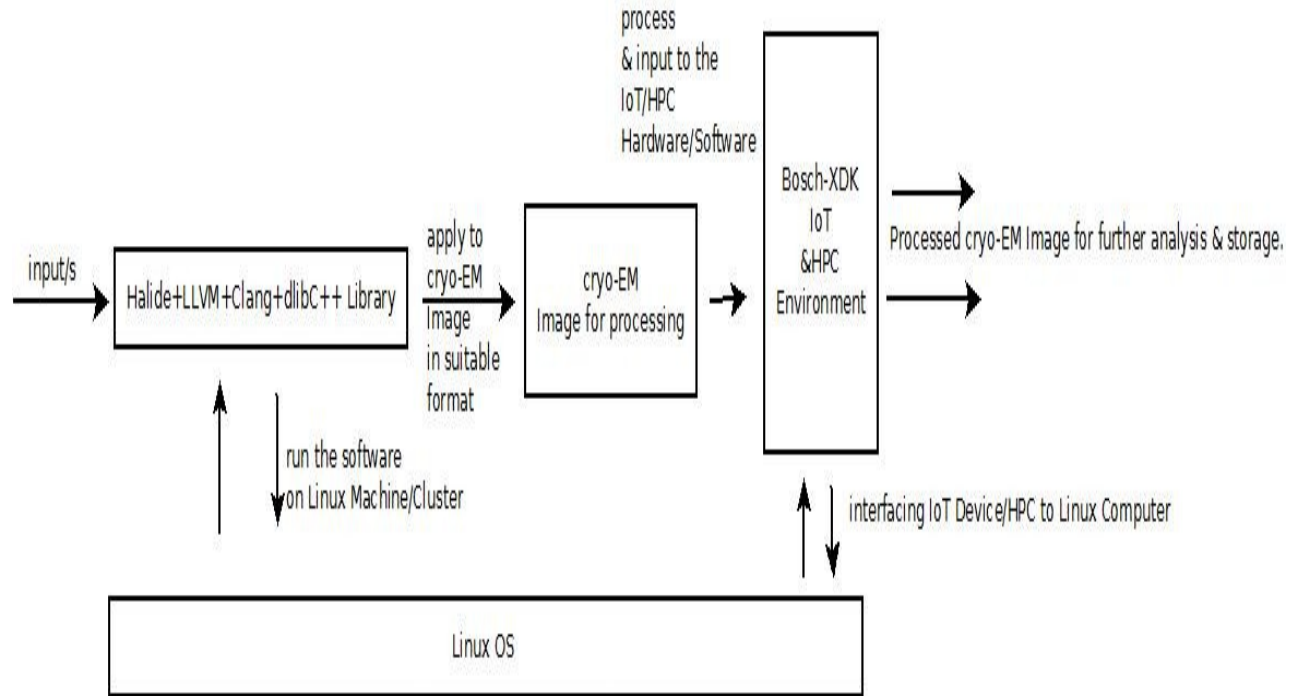 process
& input to the
IoT/HPC
Hardware/Software
input/s
Halide+LLVM+Clang+dlibC++ Library
apply to
cryo-EM
Image
in suitable
format
cryo-EM
Image for processing
Bosch-XDK
IoT
&HPC
Environment
Processed cryo-EM Image for further analysis & storage.
run the software
on Linux Machine/Cluster
interfacing IoT Device/HPC to Linux Computer
Linux OS